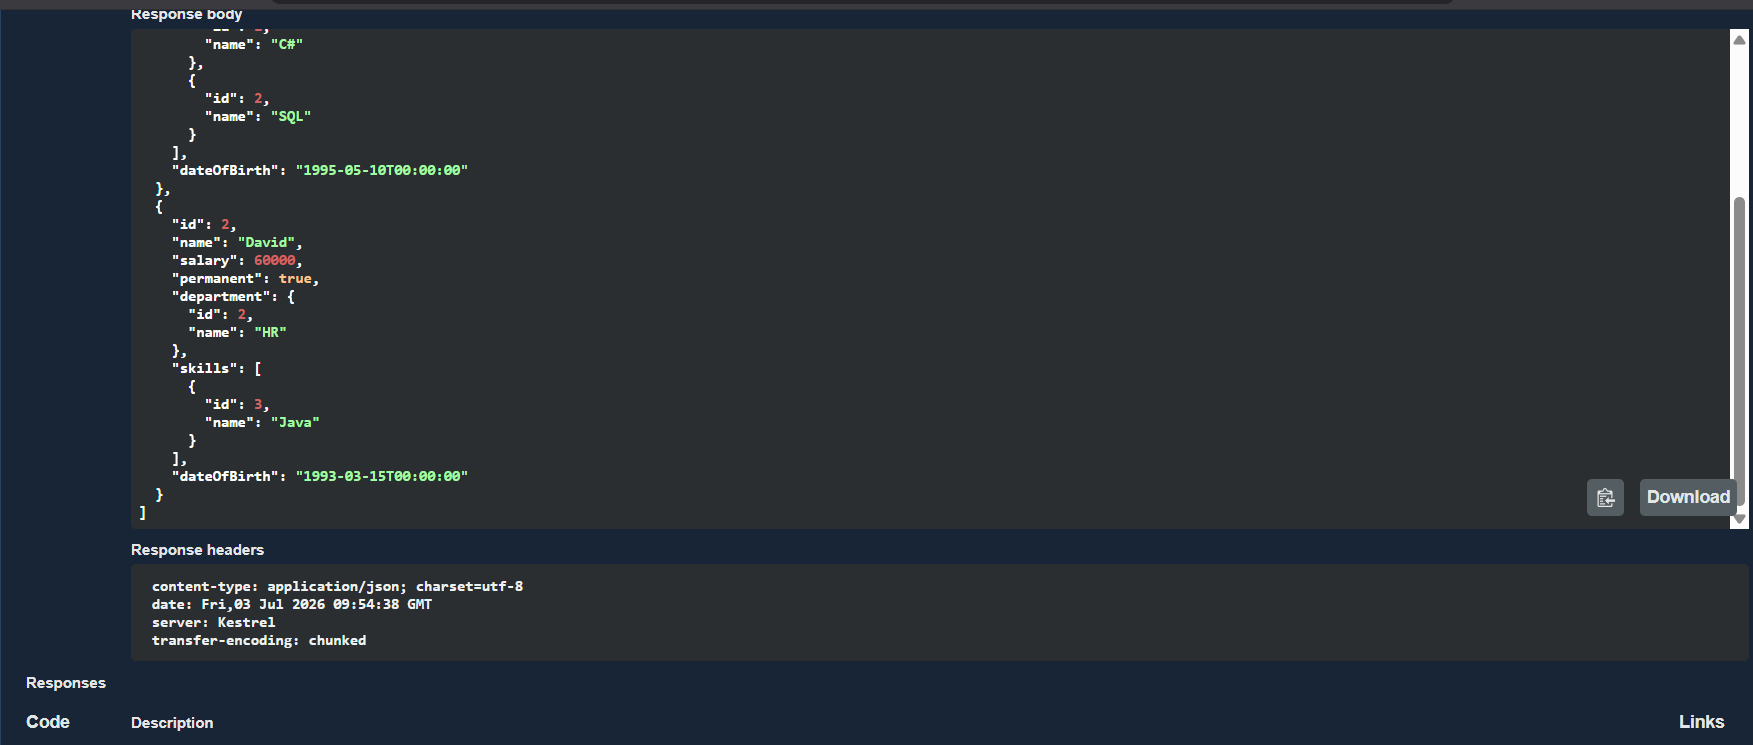 Response body
"name": "C#"
},
{
"id": 2,
"name": "SQL"
}
],
"dateOfBirth": "1995-05-10T00:00:00"
},
{
"id": 2,
"name": "David",
"salary": 60000,
"permanent": true,
"department": {
"id": 2,
"name": "HR"
},
"skills": [
{
"id": 3,
"name": "Java"
}
],
"dateOfBirth": "1993-03-15T00:00:00"
}
]
Download
Response headers
content-type: application/json; charset=utf-8
date: Fri,03 Jul 2026 09:54:38 GMT
server: Kestrel
transfer-encoding: chunked
Responses
Code Description Links